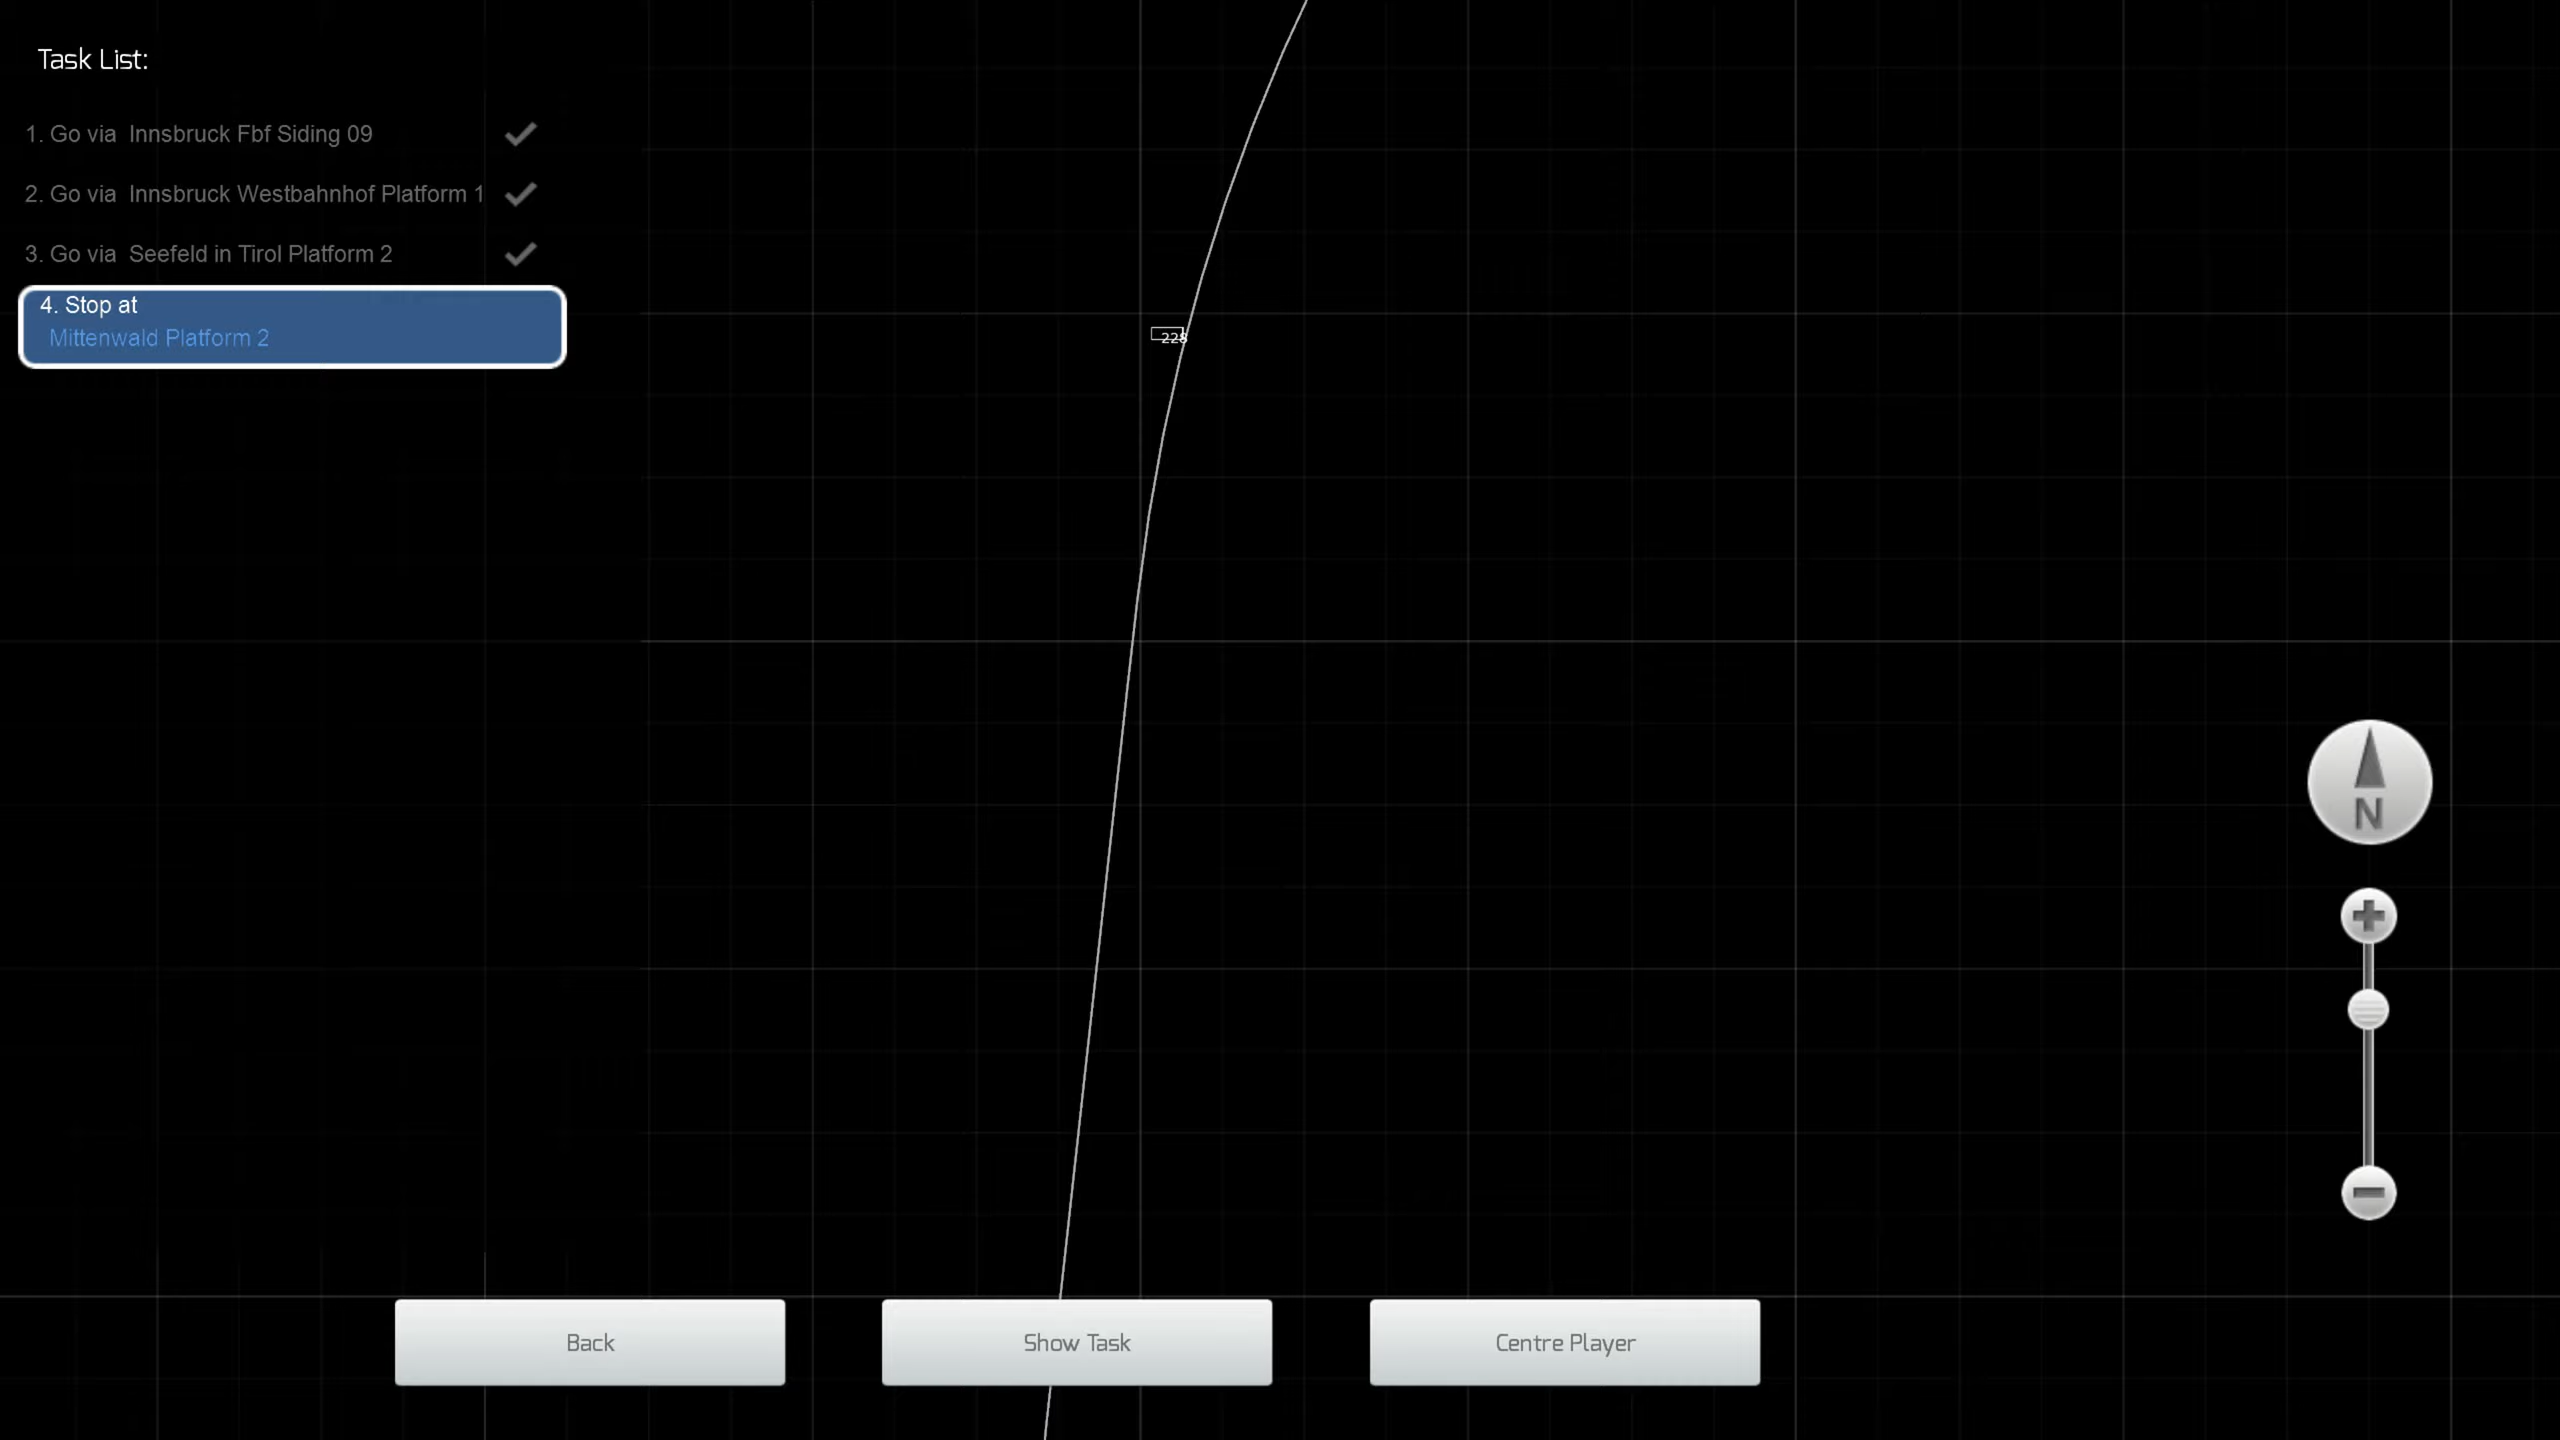 Task List:
1. Go via  Innsbruck Fbf Siding 09
2. Go via  Innsbruck Westbahnhof Platform 1
3. Go via  Seefeld in Tirol Platform 2
4. Stop at
Mittenwald Platform 2
228
N
Back
Show Task
Centre Player